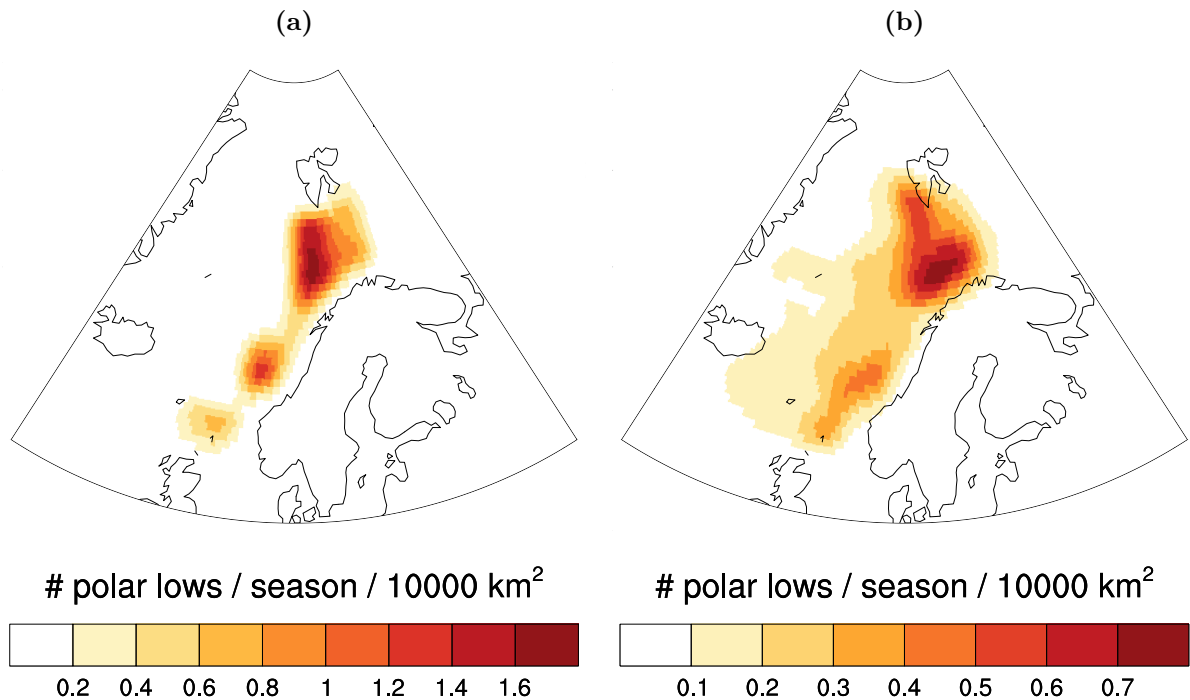 (a)
(b)
# polar lows / season / 10000 km²
0.2 0.4 0.6 0.8 1 1.2 1.4 1.6
# polar lows / season / 10000 km²
0.1 0.2 0.3 0.4 0.5 0.6 0.7